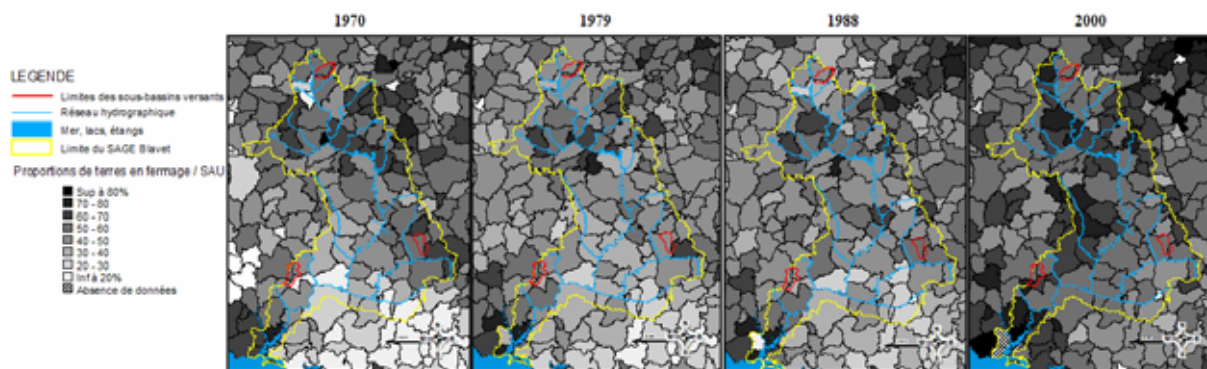 1970
1979
1988
2000
LEGENDE
Limites des sous-bassins versants
Réseau hydrographique
Mer, lacs, étangs
Limite du SAGE Blavet
Proportions de terres en fermage / SAU
Sup à 80%
70 - 80
60 - 70
50 - 60
40 - 50
30 - 40
20 - 30
Inf à 20%
Absence de données